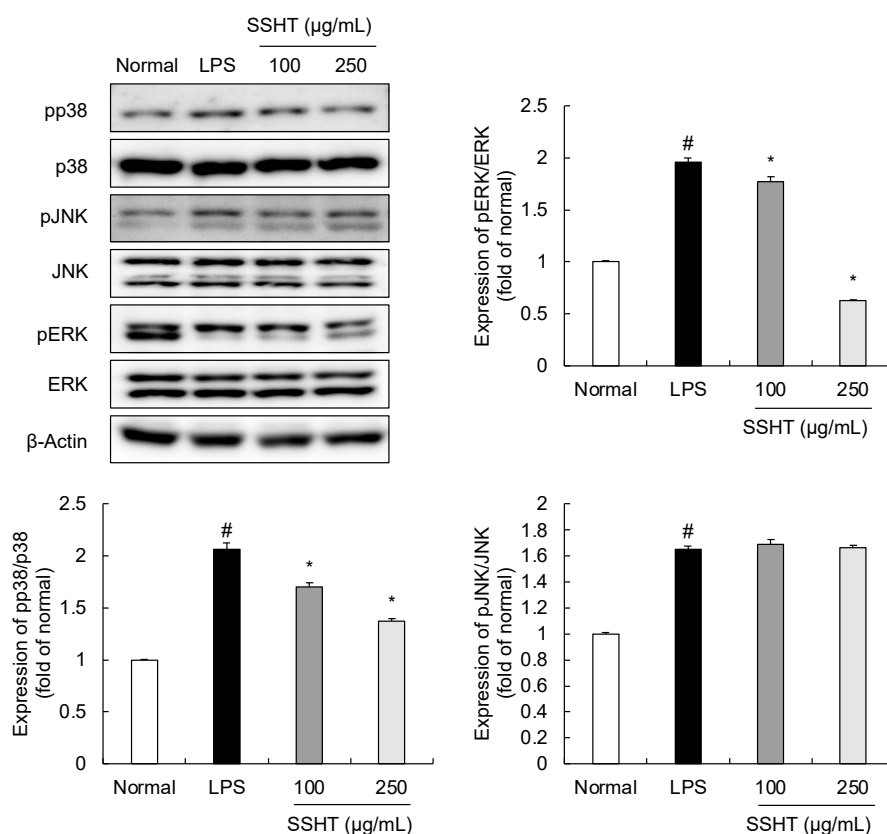 SSHT (μg/mL)
Normal LPS 100 250
pp38
p38
pJNK
JNK
pERK
ERK
β-Actin
Expression of pERK/ERK
(fold of normal)
2.5
2
1.5
1
0.5
0
#
*
*
Normal LPS 100 250
SSHT (μg/mL)
Expression of pp38/p38
(fold of normal)
2.5
2
1.5
1
0.5
0
#
*
*
Normal LPS 100 250
SSHT (μg/mL)
Expression of pJNK/JNK
(fold of normal)
2
1.8
1.6
1.4
1.2
1
0.8
0.6
0.4
0.2
0
#
Normal LPS 100 250
SSHT (μg/mL)